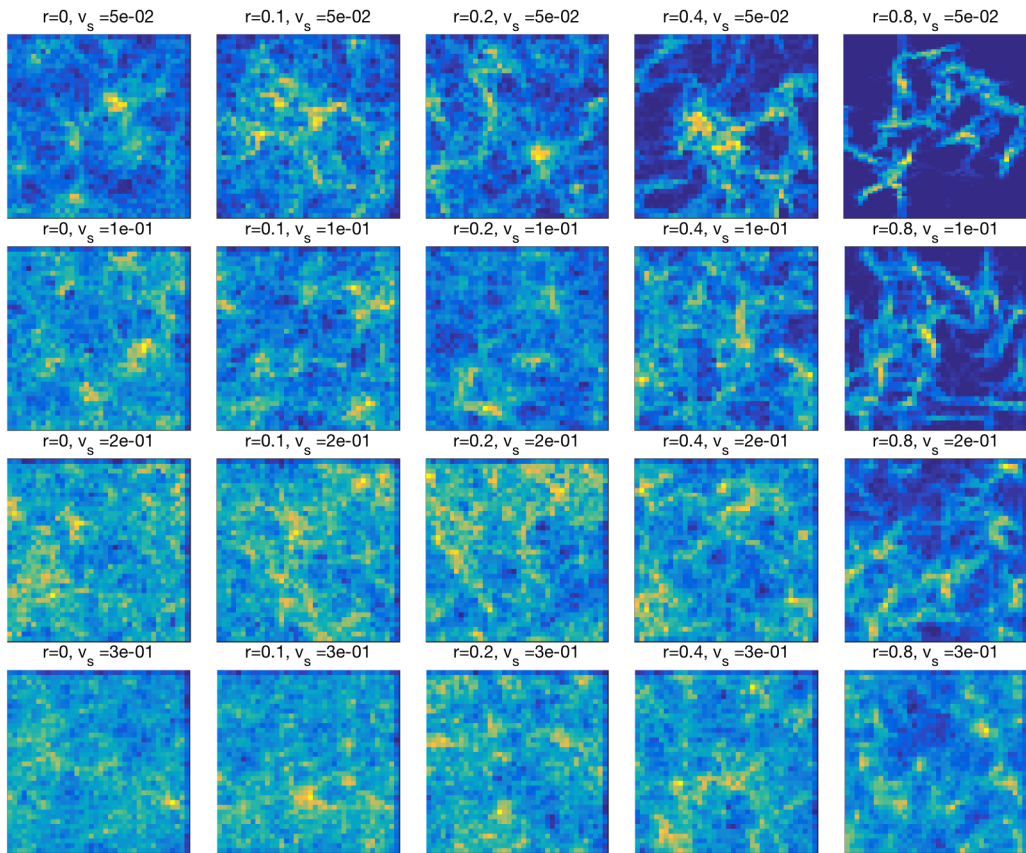 r=0, v_s =5e-02
r=0.1, v_s =5e-02
r=0.2, v_s =5e-02
r=0.4, v_s =5e-02
r=0.8, v_s =5e-02
r=0, v_s =1e-01
r=0.1, v_s =1e-01
r=0.2, v_s =1e-01
r=0.4, v_s =1e-01
r=0.8, v_s =1e-01
r=0, v_s =2e-01
r=0.1, v_s =2e-01
r=0.2, v_s =2e-01
r=0.4, v_s =2e-01
r=0.8, v_s =2e-01
r=0, v_s =3e-01
r=0.1, v_s =3e-01
r=0.2, v_s =3e-01
r=0.4, v_s =3e-01
r=0.8, v_s =3e-01